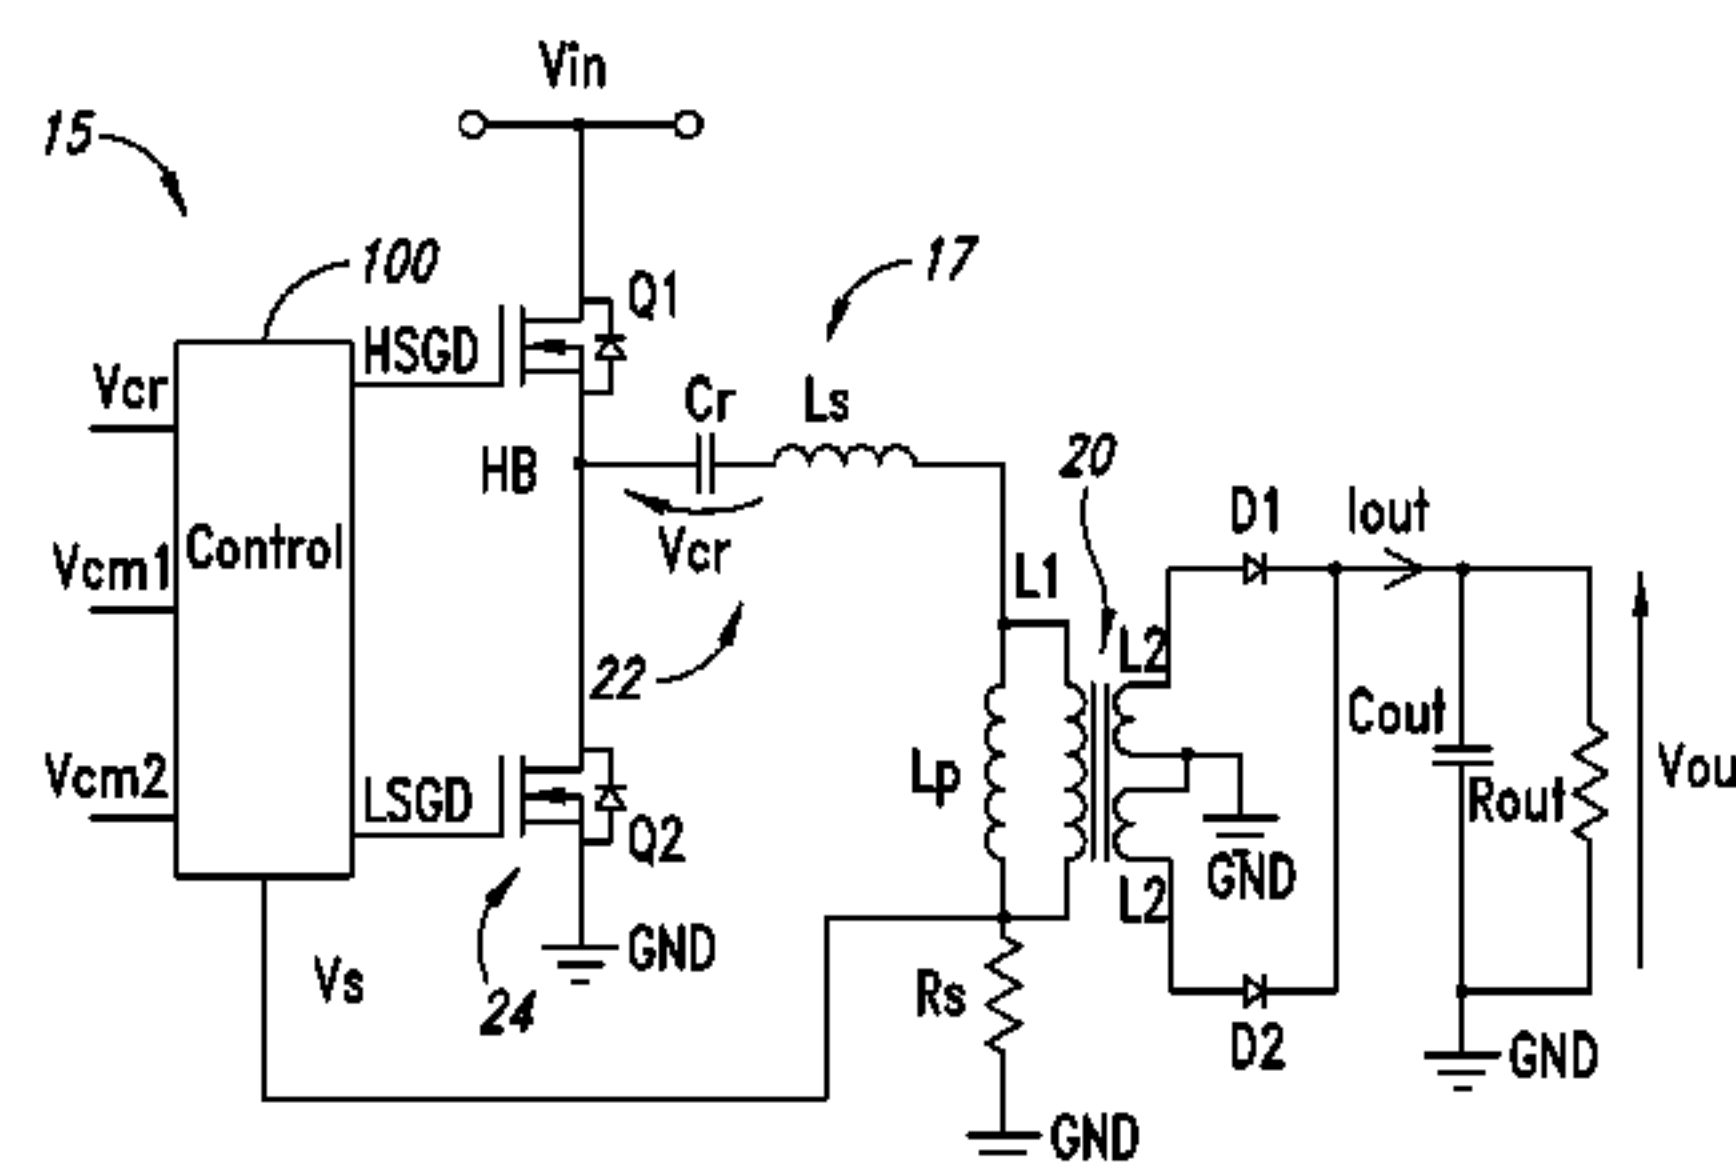 Vin
15
100
17
Q1
HSGD
Vcr
Cr
Ls
20
HB
D1
Iout
Control
Vcr
Vcm1
L1
L2
22
Cout
Vou
Lp
Vcm2
LSGD
Rout
Q2
GND
L2
GND
Vs
Rs
24
D2
GND
GND